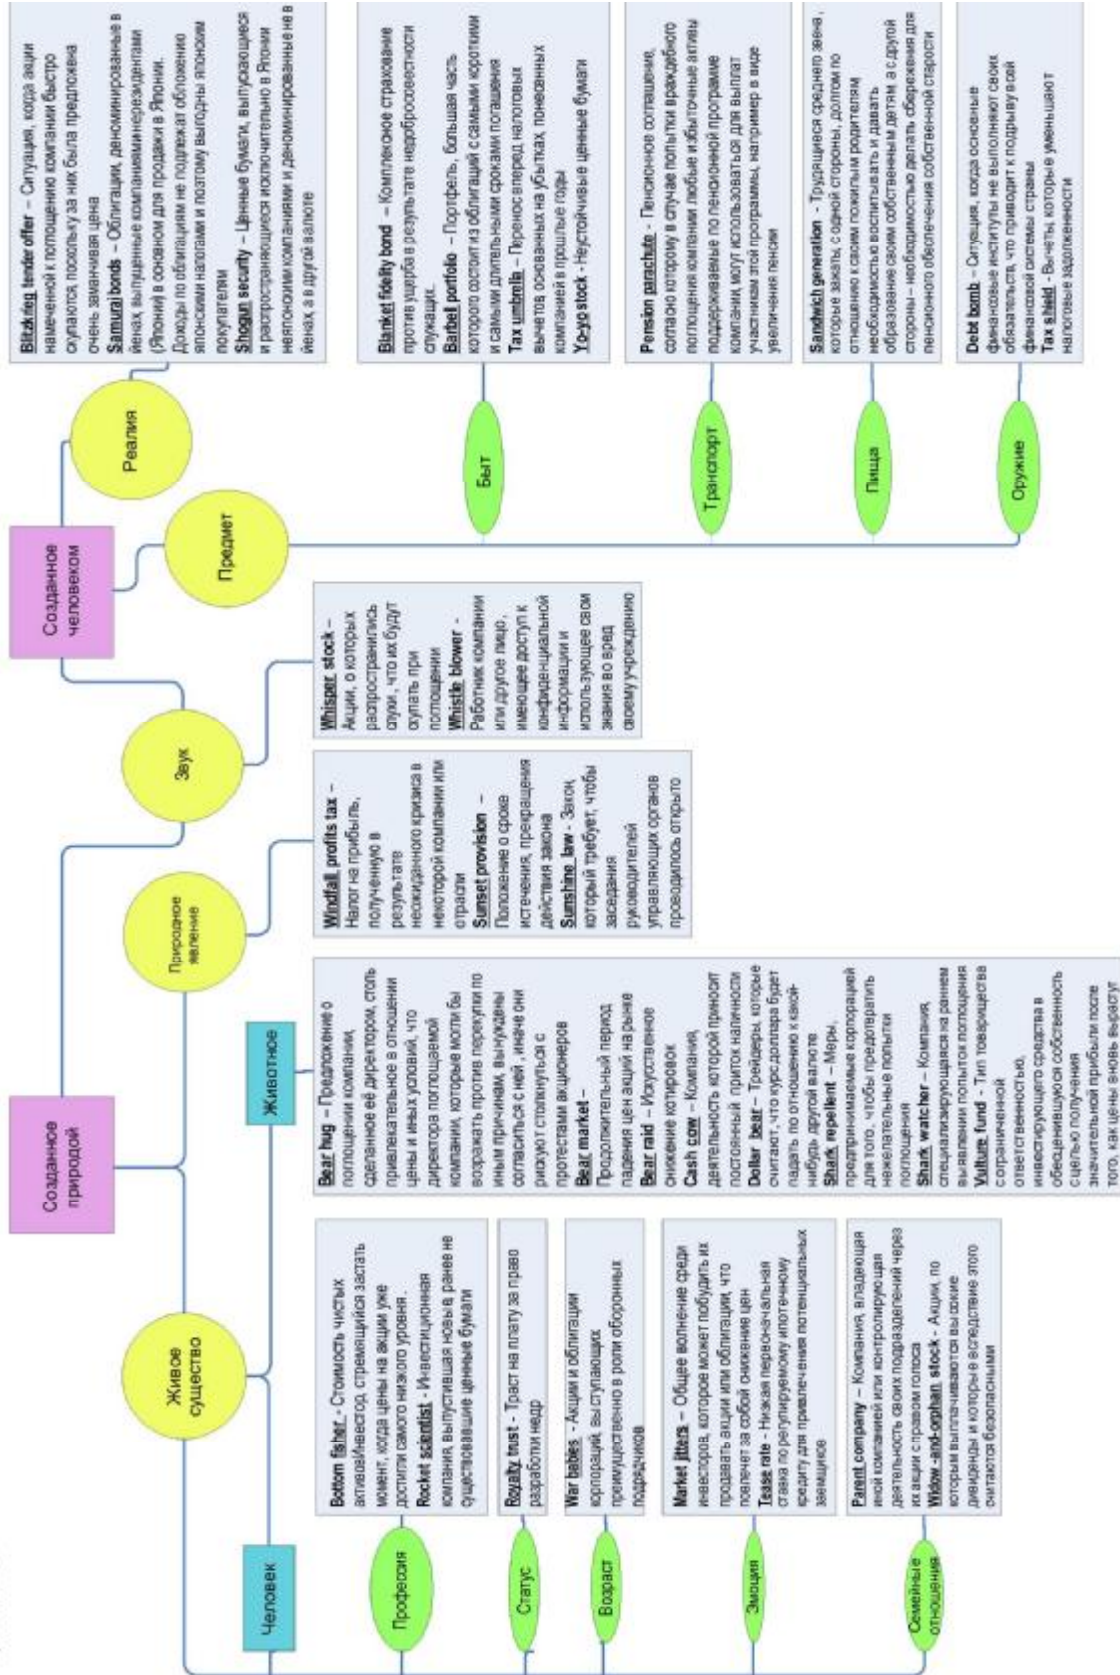 Созданное
природой
Созданное
человеком
Живое
существо
Природное
явление
Звук
Предмет
Реалия
Человек
Животное
Профессия
Bottom fisher - Стоимость чистых
активовИнвестор, стремящийся застать
момент, когда цены на акции уже
достигли самого низкого уровня.
Rocket scientist - Инвестиционная
компания, выпустившая новые, ранее не
существовавшие ценные бумаги
Статус
Royalty trust - Траст на плату за право
разработки недр
Возраст
War babies - Акции и облигации
корпораций, выступающих
преимущественно в роли оборонных
подрядчиков
Эмоция
Market jitters – Общее волнение среди
инвесторов, которое может побудить их
продавать акции или облигации, что
повлечет за собой снижение цен
Tease rate - Низкая первоначальная
ставка по регулируемому ипотечному
кредиту для привлечения потенциальных
заемщиков
Семейные
отношения
Parent company – Компания, владеющая
иной компанией или контролирующая
деятельность своих подразделений через
их акции с правом голоса
Widow-and-orphan stock - Акции, по
которым выплачиваются высокие
дивиденды и которые вследствие этого
считаются безопасными
Bear hug – Предложение о
поглощении компании,
сделанное её директором, столь
привлекательное в отношении
цены и иных условий, что
директора поглощаемой
компании, которые могли бы
возражать против перекупки по
иным причинам, вынуждены
согласиться с ней, иначе они
рискуют столкнуться с
протестами акционеров
Bear market –
Продолжительный период
падения цен акций на рынке
Bear raid – Искусственное
снижение котировок
Cash cow – Компания,
деятельность которой приносит
постоянный приток наличности
Dollar bear – Трейдеры, которые
считают, что курс доллара будет
падать по отношению к какой-
нибудь другой валюте
Shark repellent – Меры,
предпринимаемые корпорацией
для того, чтобы предотвратить
нежелательные попытки
поглощения
Shark watcher – Компания,
специализирующаяся на раннем
выявлении попыток поглощения
Vulture fund - Тип товарищества
с ограниченной
ответственностью,
инвестирующего средства в
обесценившуюся собственность
с целью получения
значительной прибыли после
того, как цены вновь вырастут
Windfall profits tax –
Налог на прибыль,
полученную в
результате
неожиданного кризиса в
некоторой компании или
отрасли
Sunset provision –
Положение о сроке
истечения, прекращения
действия закона
Sunshine law - Закон,
который требует, чтобы
заседания
руководителей
управляющих органов
проводилось открыто
Whisper stock –
Акции, о которых
распространились
слухи, что их будут
скупать при
поглощении
Whistle blower -
Работник компании
или другое лицо,
имеющее доступ к
конфиденциальной
информации и
использующее свои
знания во вред
своему учреждению
Blitzkrieg tender offer – Ситуация, когда акции
намеченной к поглощению компании быстро
скупаются, поскольку за них была предложена
очень заманчивая цена
Samurai bonds – Облигации, деноминированные в
йенах, выпущенные компанияминерезидентами
(Японии) в основном для продажи в Японии.
Доходы по облигациям не подлежат обложению
японскими налогами и поэтому выгодны японским
покупателям
Shogun security – Ценные бумаги, выпускающиеся
и распространяющиеся исключительно в Японии
неяпонскими компаниями и деноминированные не в
йенах, а в другой валюте
Быт
Blanket fidelity bond – Комплексное страхование
против ущерба в результате недобросовестности
служащих.
Barbel portfolio – Портфель, большая часть
которого состоит из облигаций с самыми короткими
и самыми длительными сроками погашения
Tax umbrella – Перенос вперед налоговых
вычетов, основанных на убытках, понесенных
компанией в прошлые годы
Yo-yo stock - Неустойчивые ценные бумаги
Транспорт
Pension parachute - Пенсионное соглашение,
согласно которому в случае попытки враждебного
поглощения компании любые избыточные активы
поддерживаемые по пенсионной программе
компании, могут использоваться для выплат
участникам этой программы, например в виде
увеличение пенсии
Пища
Sandwich generation - Трудящиеся среднего звена,
которые зажаты, с одной стороны, долгом по
отношению к своим пожилым родителям
необходимостью воспитывать и давать
образование своим собственным детям, а с другой
стороны – необходимостью делать сбережения для
пенсионного обеспечения собственной старости
Оружие
Debt bomb – Ситуация, когда основные
финансовые институты не выполняют своих
обязательств, что приводит к подрыву всей
финансовой системы страны
Tax shield - Вычеты, которые уменьшают
налоговые задолженности